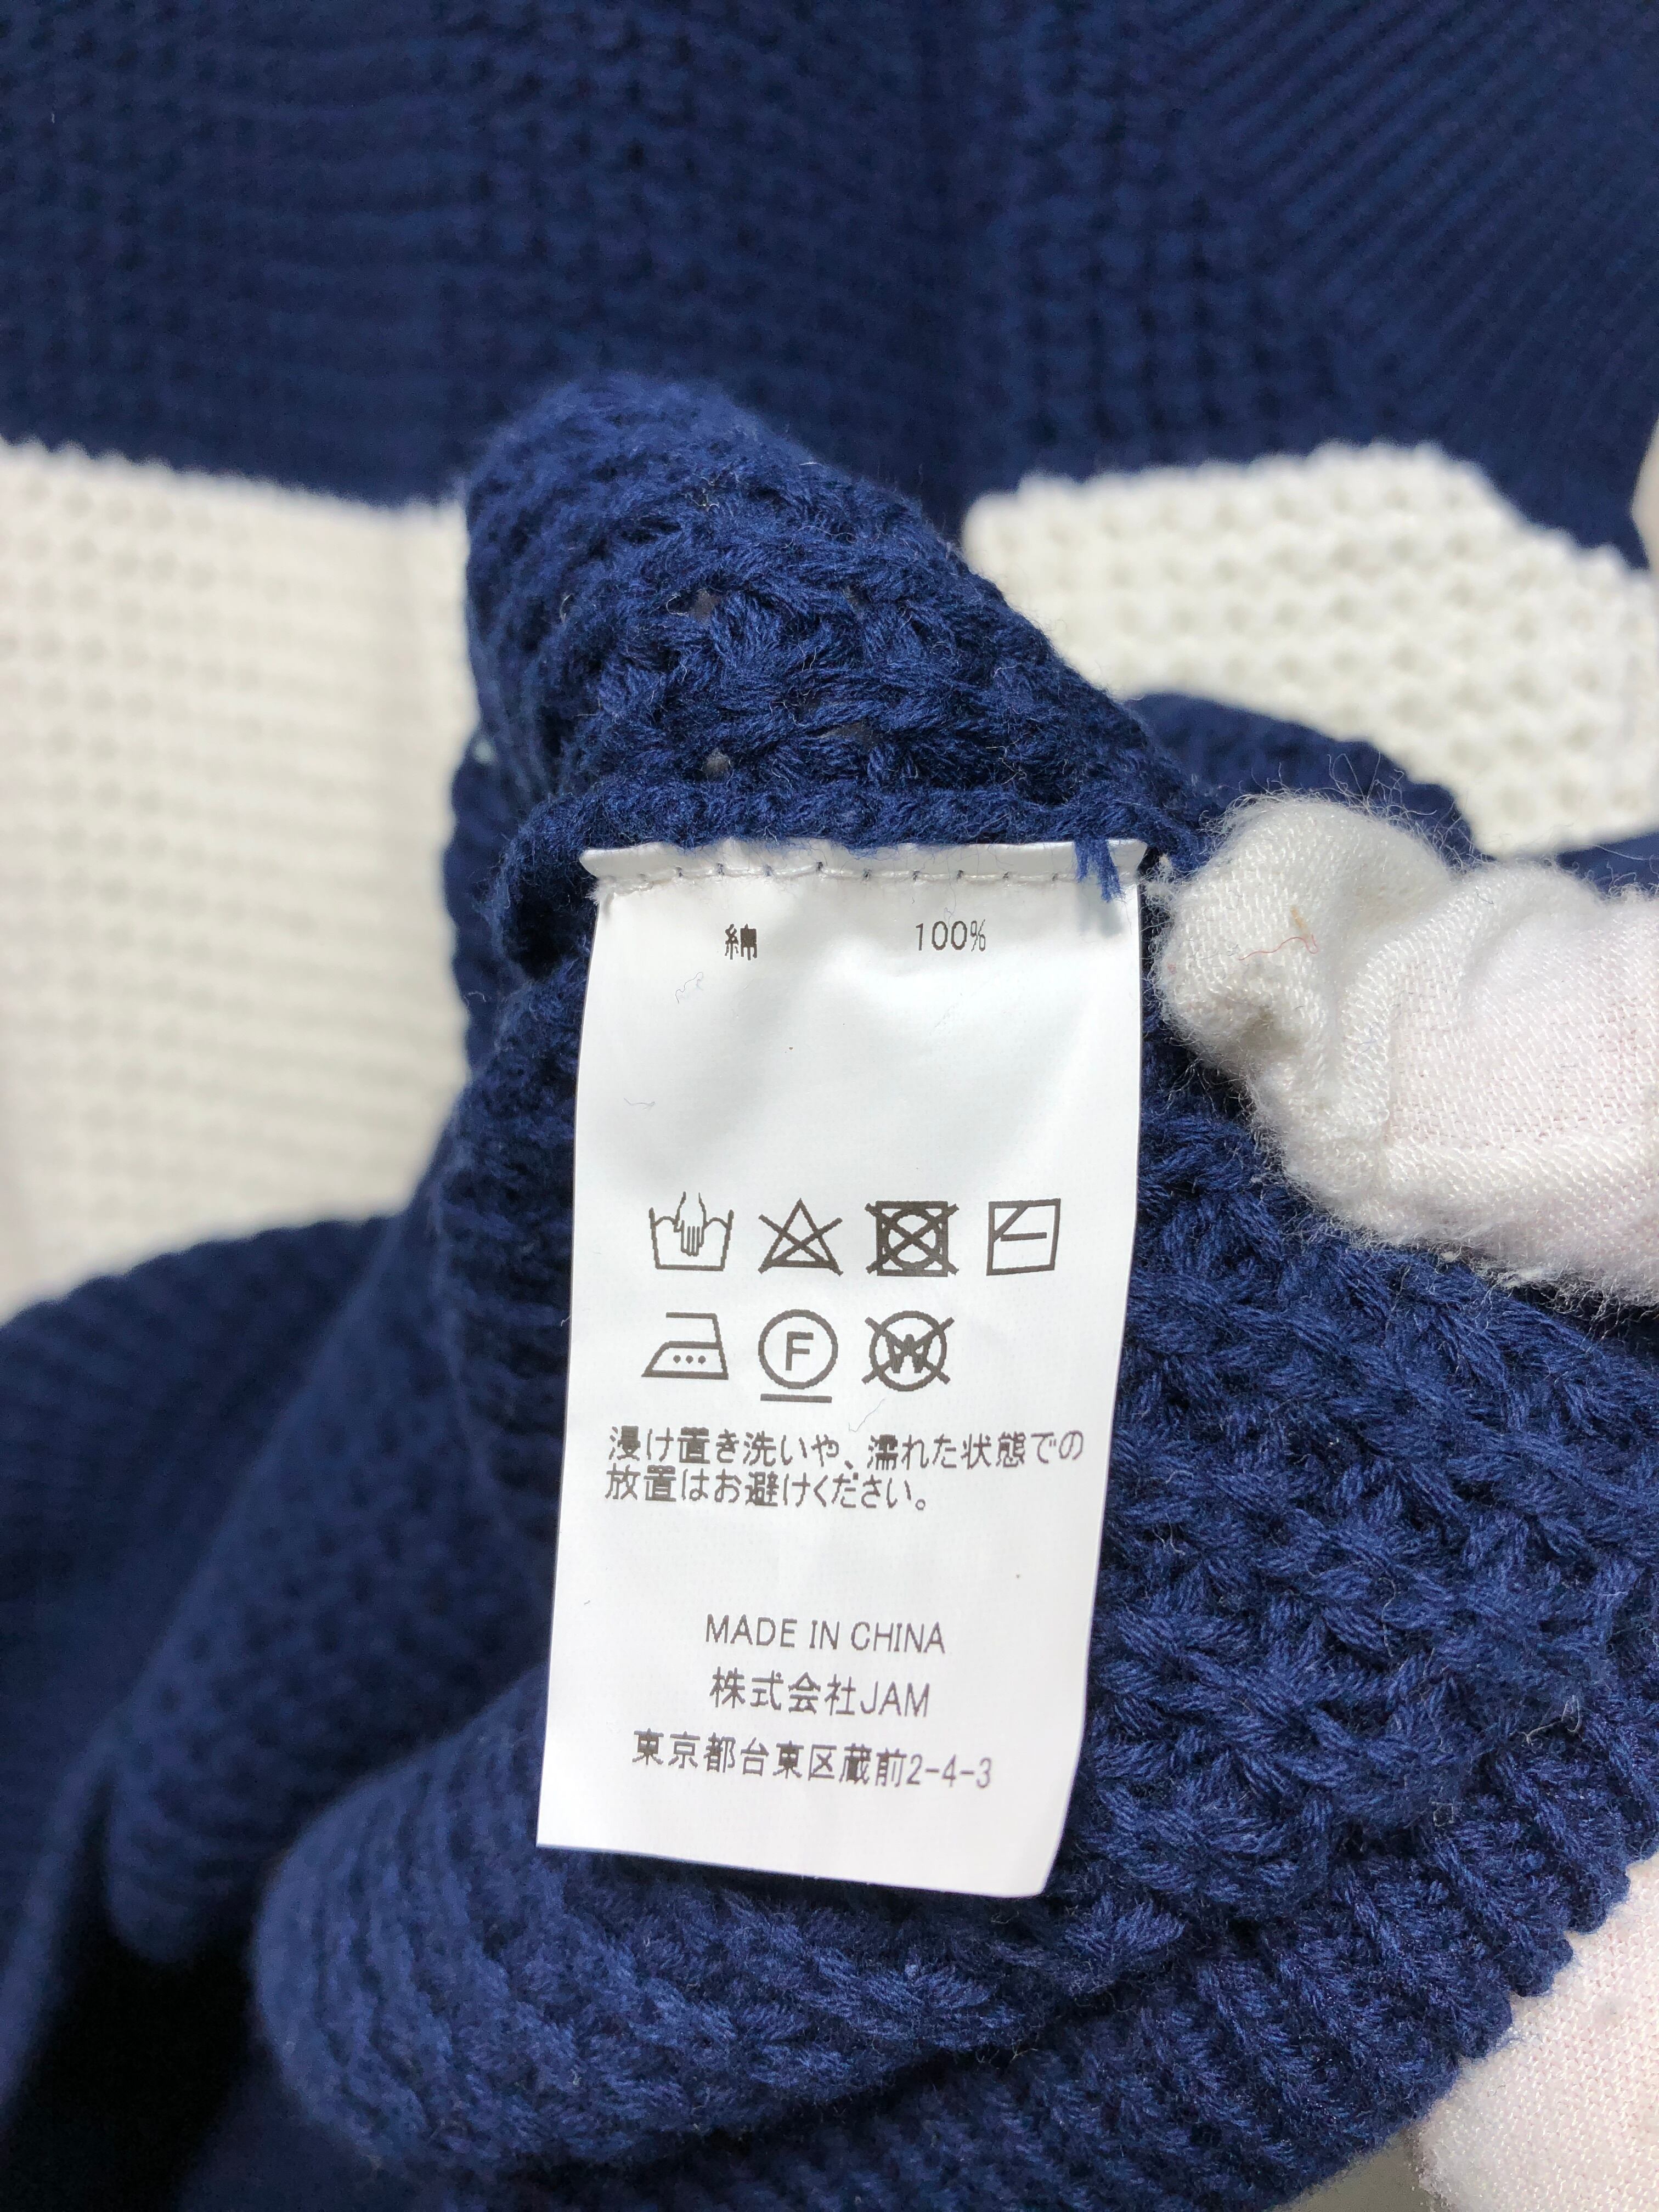 綿 100%
F W
浸け置き洗いや、濡れた状態での
放置はお避けください。
MADE IN CHINA
株式会社JAM
東京都台東区蔵前2-4-3